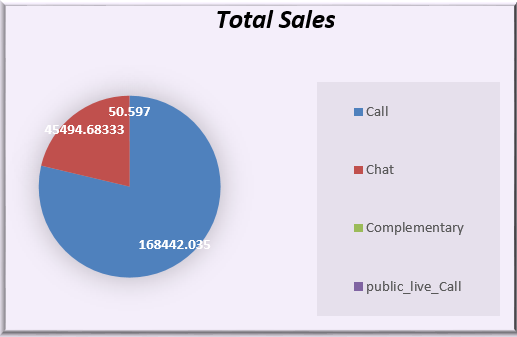 Total Sales
50.597
45494.68333
168442.035
Call
Chat
Complementary
public_live_Call